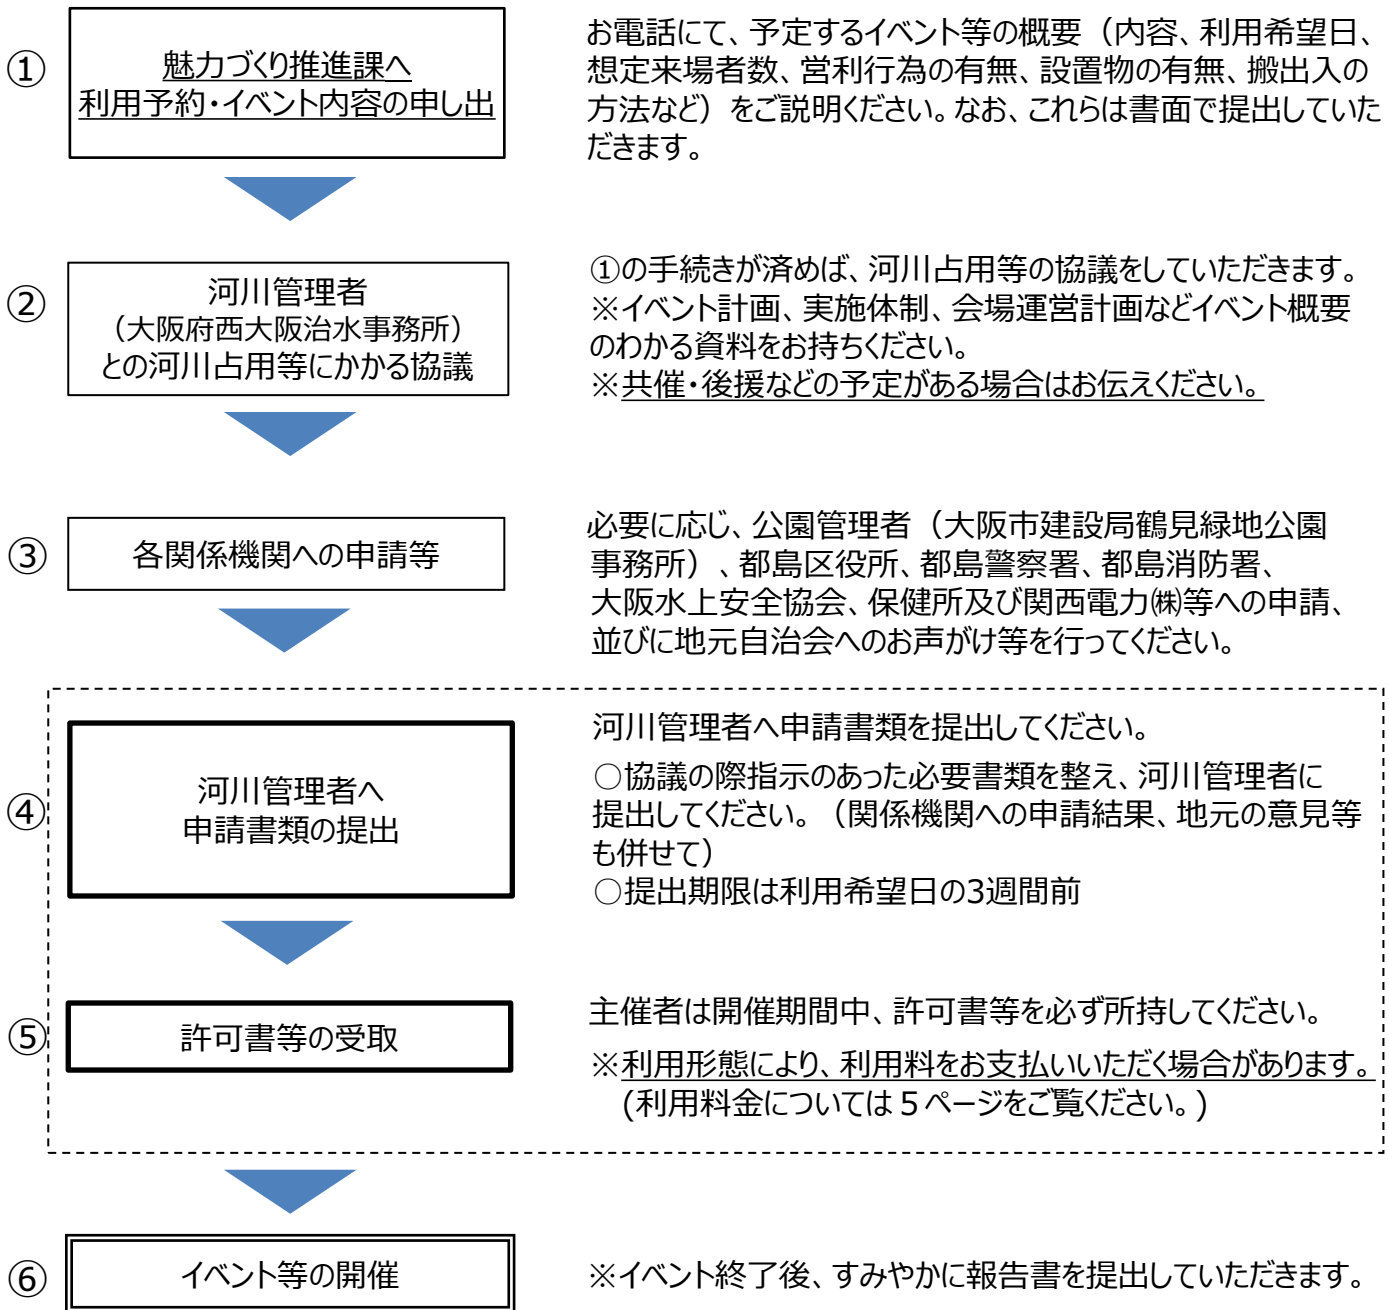 ①
魅力づくり推進課へ
利用予約・イベント内容の申し出
お電話にて、予定するイベント等の概要（内容、利用希望日、
想定来場者数、営利行為の有無、設置物の有無、搬出入の
方法など）をご説明ください。なお、これらは書面で提出していた
だきます。
②
河川管理者
（大阪府西大阪治水事務所）
との河川占用等にかかる協議
①の手続きが済めば、河川占用等の協議をしていただきます。
※イベント計画、実施体制、会場運営計画などイベント概要
のわかる資料をお持ちください。
※共催・後援などの予定がある場合はお伝えください。
③
各関係機関への申請等
必要に応じ、公園管理者（大阪市建設局鶴見緑地公園
事務所）、都島区役所、都島警察署、都島消防署、
大阪水上安全協会、保健所及び関西電力㈱等への申請、
並びに地元自治会へのお声がけ等を行ってください。
④
河川管理者へ
申請書類の提出
河川管理者へ申請書類を提出してください。
○協議の際指示のあった必要書類を整え、河川管理者に
提出してください。（関係機関への申請結果、地元の意見等
も併せて）
○提出期限は利用希望日の3週間前
⑤
許可書等の受取
主催者は開催期間中、許可書等を必ず所持してください。
※利用形態により、利用料をお支払いいただく場合があります。
(利用料金については５ページをご覧ください。)
⑥
イベント等の開催
※イベント終了後、すみやかに報告書を提出していただきます。